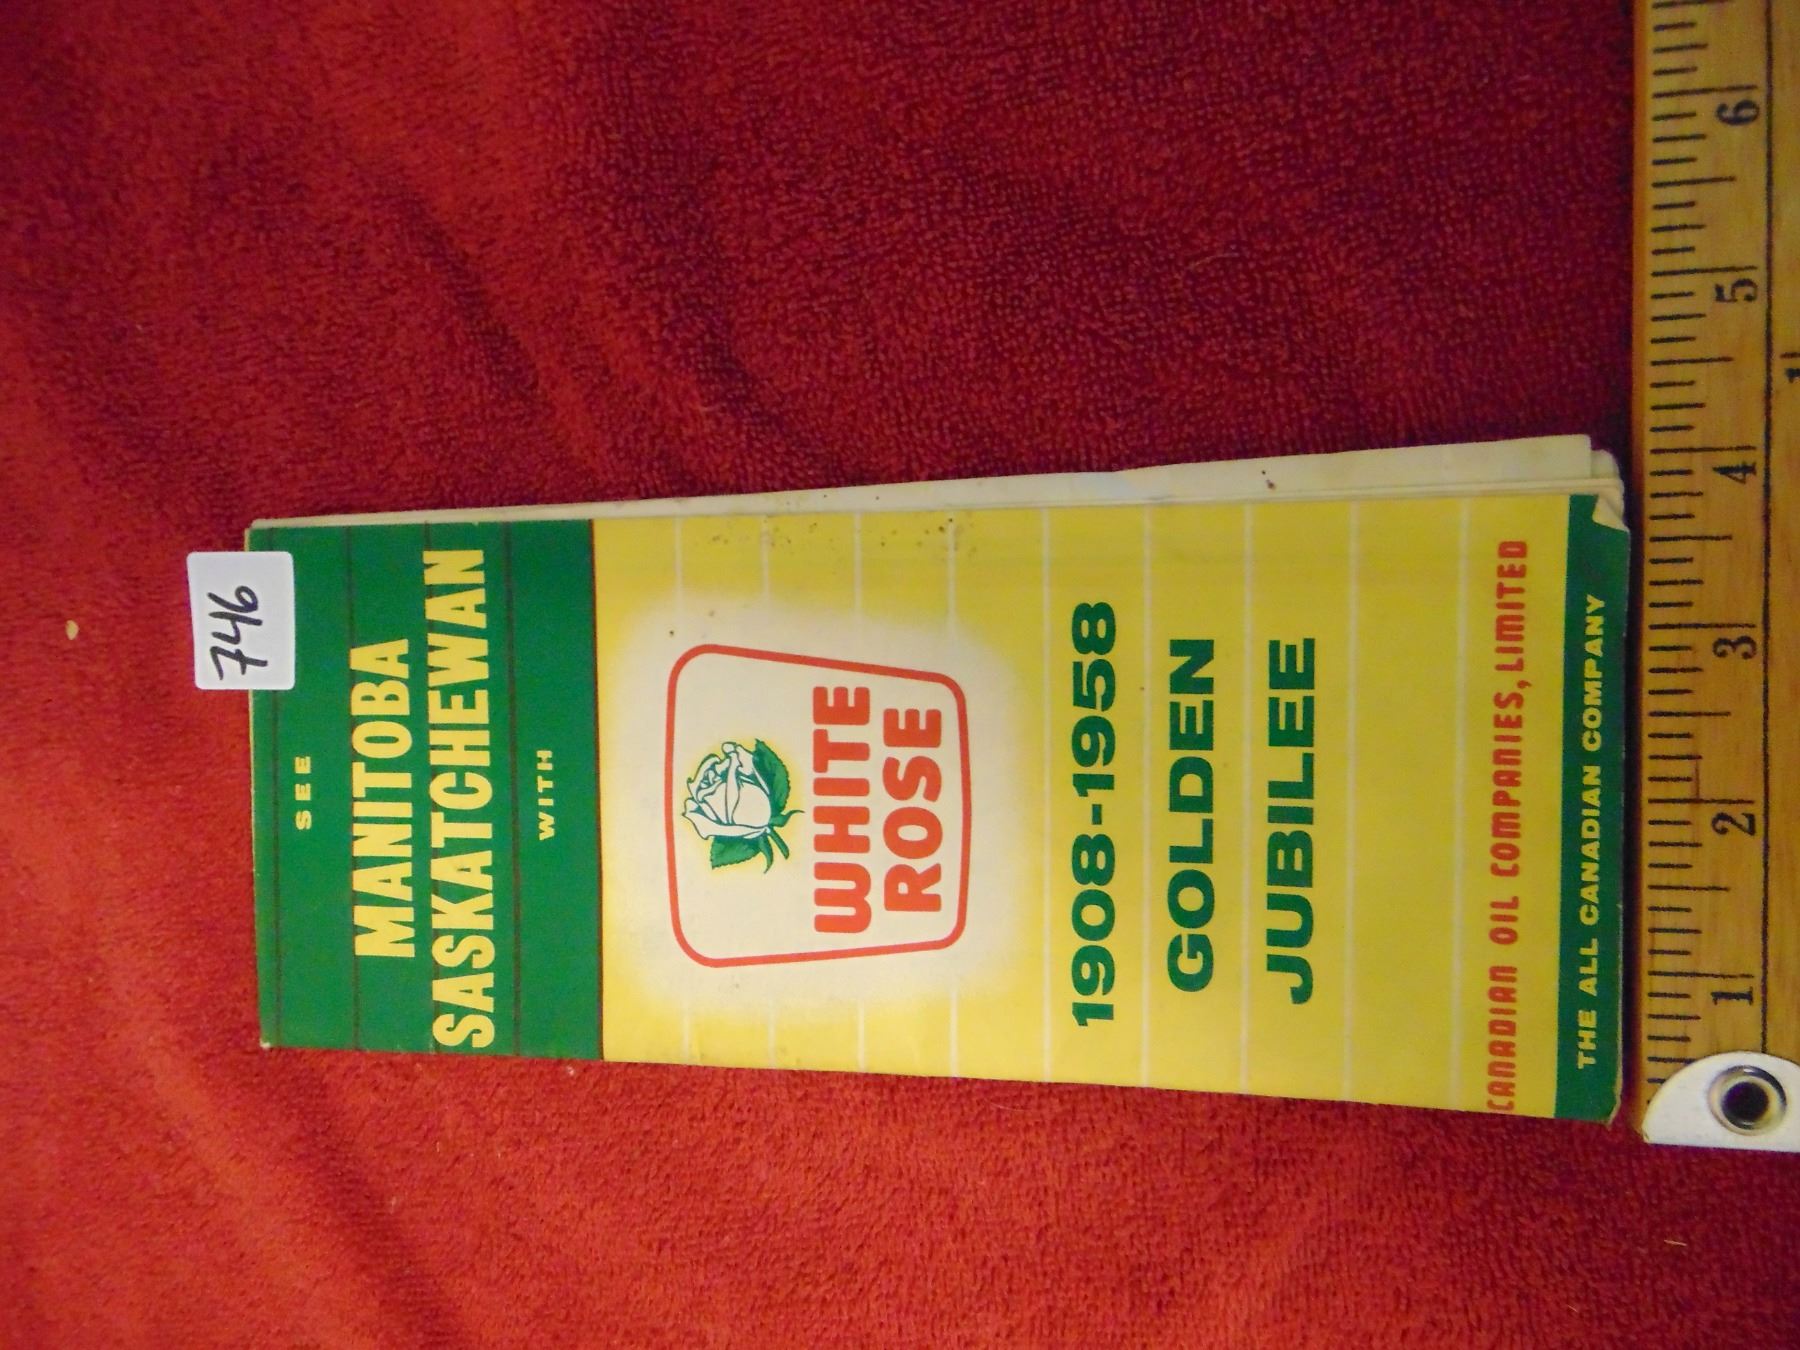 746
SEE
MANITOBA
SASKATCHEWAN
WITH
WHITE
ROSE
1908-1958
GOLDEN
JUBILEE
CANADIAN OIL COMPANIES, LIMITED
THE ALL CANADIAN COMPANY
1 2 3 4 5 6
1